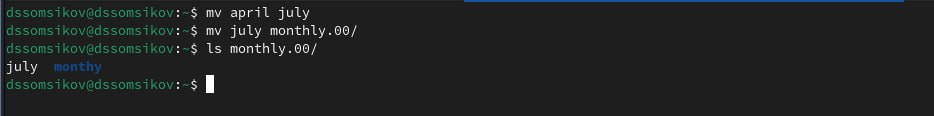 dssomsikov@dssomsikov:~$ mv april july
dssomsikov@dssomsikov:~$ mv july monthly.00/
dssomsikov@dssomsikov:~$ ls monthly.00/
july  monthy
dssomsikov@dssomsikov:~$